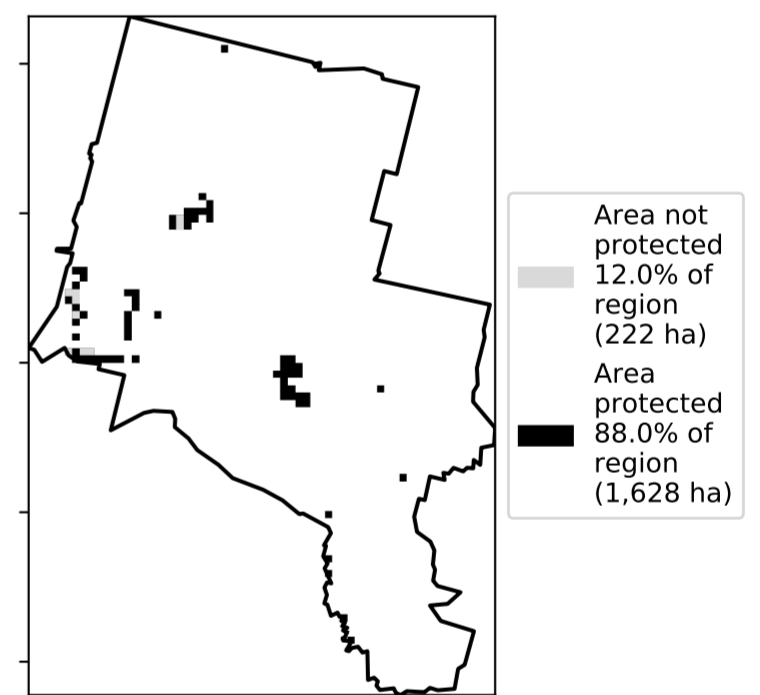 Area not
protected
12.0% of
region
(222 ha)
Area
protected
88.0% of
region
(1,628 ha)